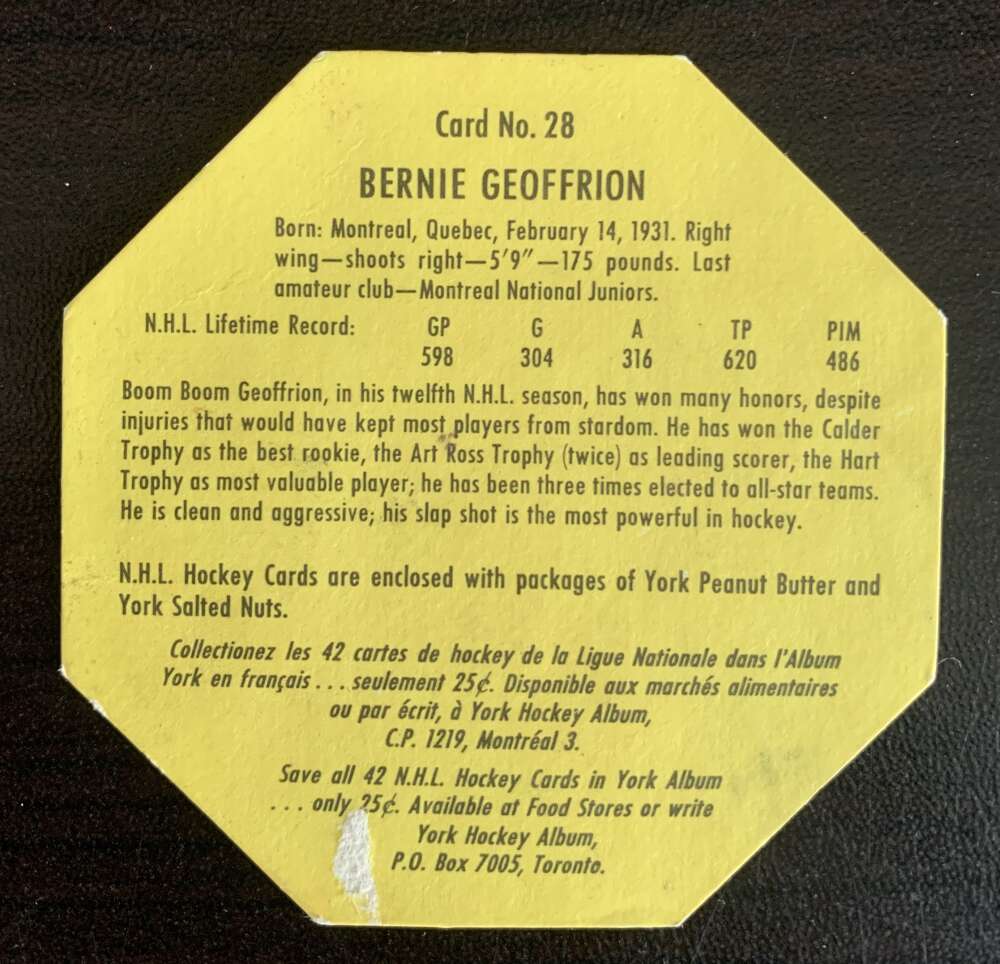 Card No. 28
BERNIE GEOFFRION
Born: Montreal, Quebec, February 14, 1931. Right
wing—shoots right—5′9″—175 pounds. Last
amateur club—Montreal National Juniors.
N.H.L. Lifetime Record: GP G A TP PIM
598 304 316 620 486
Boom Boom Geoffrion, in his twelfth N.H.L. season, has won many honors, despite
injuries that would have kept most players from stardom. He has won the Calder
Trophy as the best rookie, the Art Ross Trophy (twice) as leading scorer, the Hart
Trophy as most valuable player; he has been three times elected to all-star teams.
He is clean and aggressive; his slap shot is the most powerful in hockey.
N.H.L. Hockey Cards are enclosed with packages of York Peanut Butter and
York Salted Nuts.
Collectionez les 42 cartes de hockey de la Ligue Nationale dans l'Album
York en français . . . seulement 25¢. Disponible aux marchés alimentaires
ou par écrit, à York Hockey Album,
C.P. 1219, Montréal 3.
Save all 42 N.H.L. Hockey Cards in York Album
. . . only 25¢. Available at Food Stores or write
York Hockey Album,
P.O. Box 7005, Toronto.